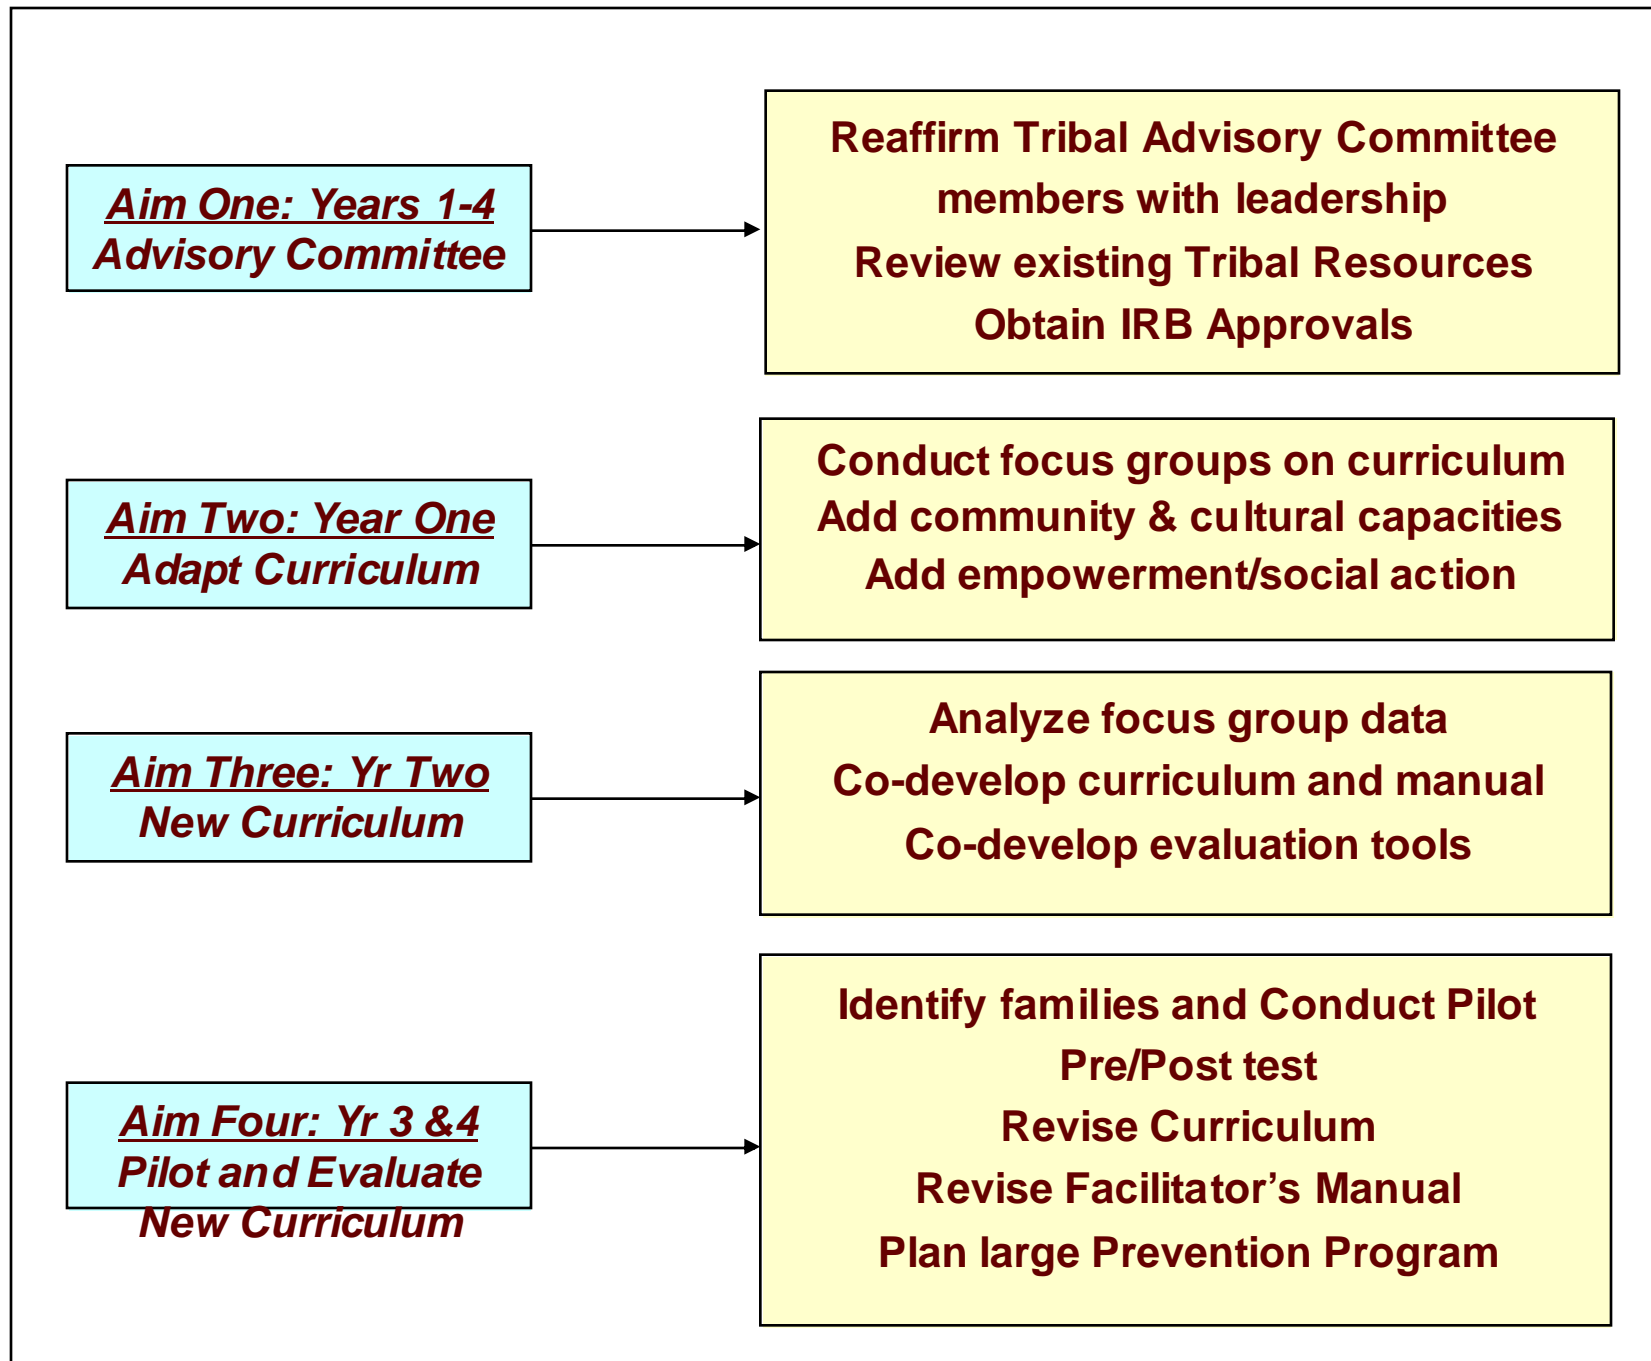 Aim One: Years 1-4
Advisory Committee
Reaffirm Tribal Advisory Committee
members with leadership
Review existing Tribal Resources
Obtain IRB Approvals
Aim Two: Year One
Adapt Curriculum
Conduct focus groups on curriculum
Add community & cultural capacities
Add empowerment/social action
Aim Three: Yr Two
New Curriculum
Analyze focus group data
Co-develop curriculum and manual
Co-develop evaluation tools
Aim Four: Yr 3 &4
Pilot and Evaluate
New Curriculum
Identify families and Conduct Pilot
Pre/Post test
Revise Curriculum
Revise Facilitator’s Manual
Plan large Prevention Program